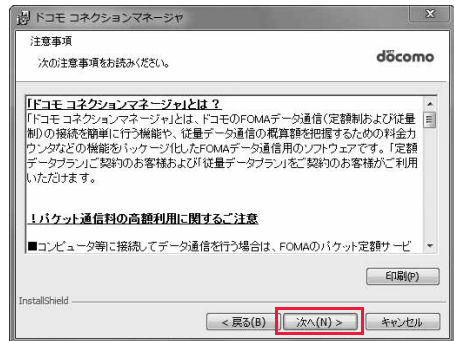 ドコモ コネクションマネージャ
注意事項
次の注意事項をお読みください。
döcomo
「ドコモ コネクションマネージャ」とは?
「ドコモ コネクションマネージャ」とは、ドコモのFOMAデータ通信(定額制および従量
制)の接続を簡単に行う機能や、従量データ通信の概算額を把握するための料金カ
ウンタなどの機能をパッケージ化したFOMAデータ通信用のソフトウェアです。「定額
データプラン」ご契約のお客様および「従量データプラン」をご契約のお客様がご利用
いただけます。
!パケット通信料の高額利用に関するご注意
■コンピュータ等に接続してデータ通信を行う場合は、FOMAのパケット定額サービ
印刷(P)
InstallShield
< 戻る(B)
次へ(N) >
キャンセル